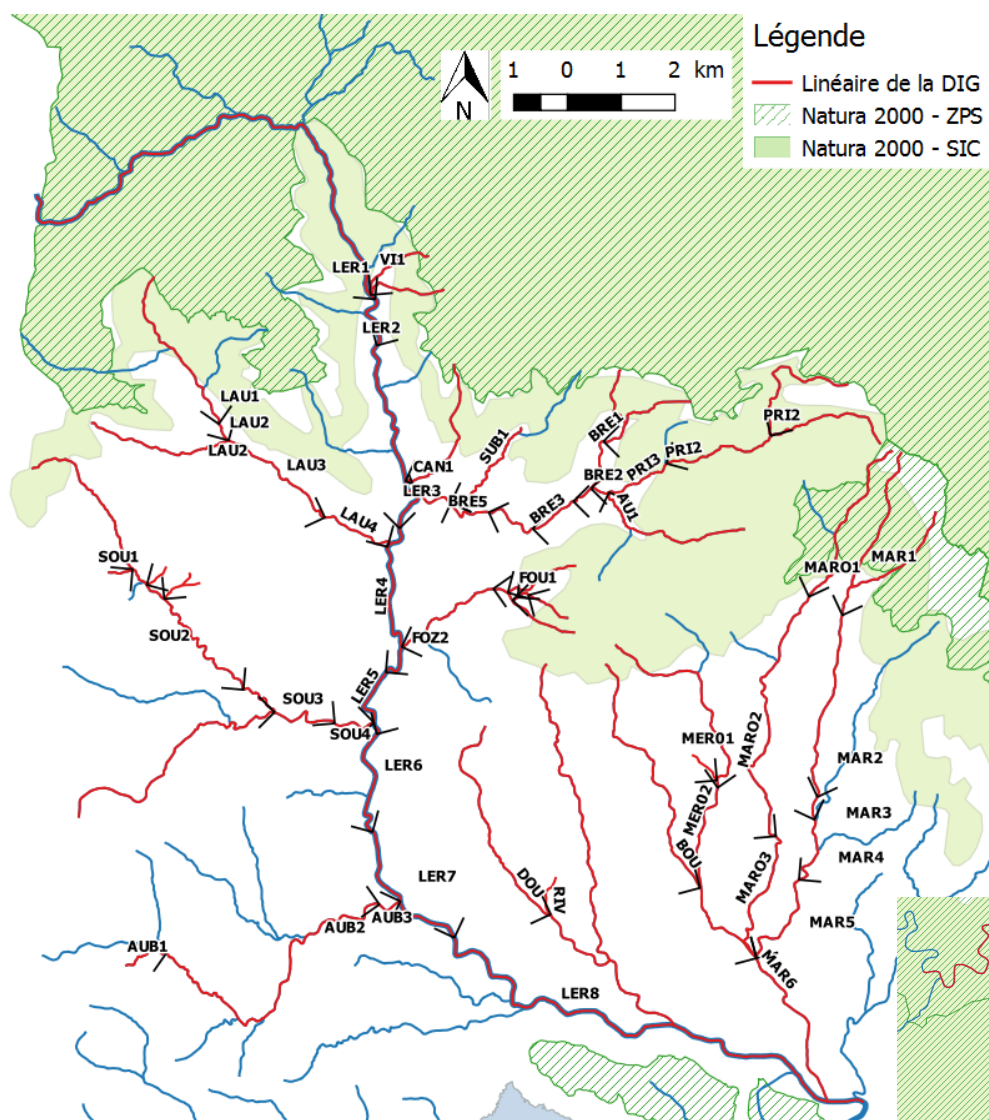 Légende
1 0 1 2 km
N
Linéaire de la DIG
Natura 2000 - ZPS
Natura 2000 - SIC
VI1
LER1
LER2
LAU1
LAU2
LAU2
LAU3
LAU4
CAN1
LER3
SUB1
BRE5
BRE1
BRE2
BRE3
PRI2
PRI2
PRI3
AU1
SOU1
SOU2
SOU3
SOU4
LER4
FOU1
FOZ2
LER5
LER6
MARO1
MAR1
MARO2
MER01
MER02
MAR2
MAR3
MAR4
MAR5
BOU
MARO3
MAR6
LER7
DOU
RIV
AUB1
AUB2
AUB3
LER8